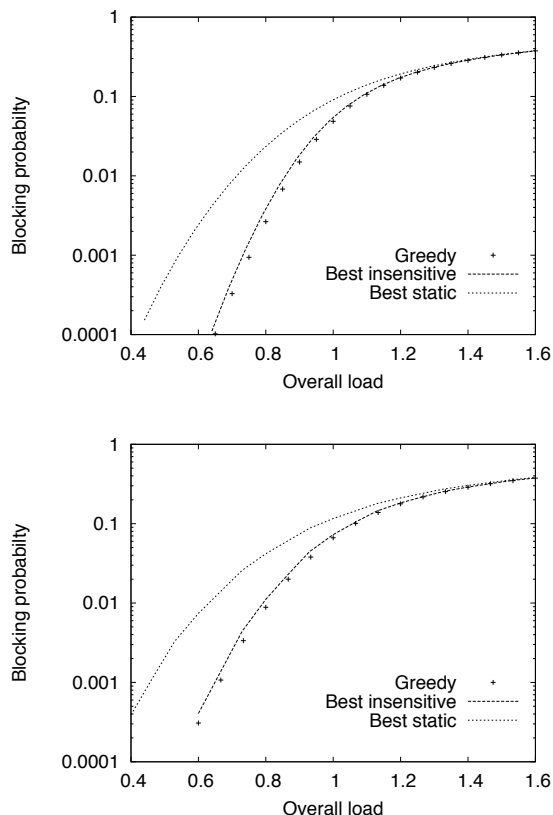 1
0.1
0.01
0.001
0.0001
Blocking probabilty
Greedy
Best insensitive
Best static
0.4 0.6 0.8 1 1.2 1.4 1.6
Overall load
1
0.1
0.01
0.001
0.0001
Blocking probabilty
Greedy
Best insensitive
Best static
0.4 0.6 0.8 1 1.2 1.4 1.6
Overall load